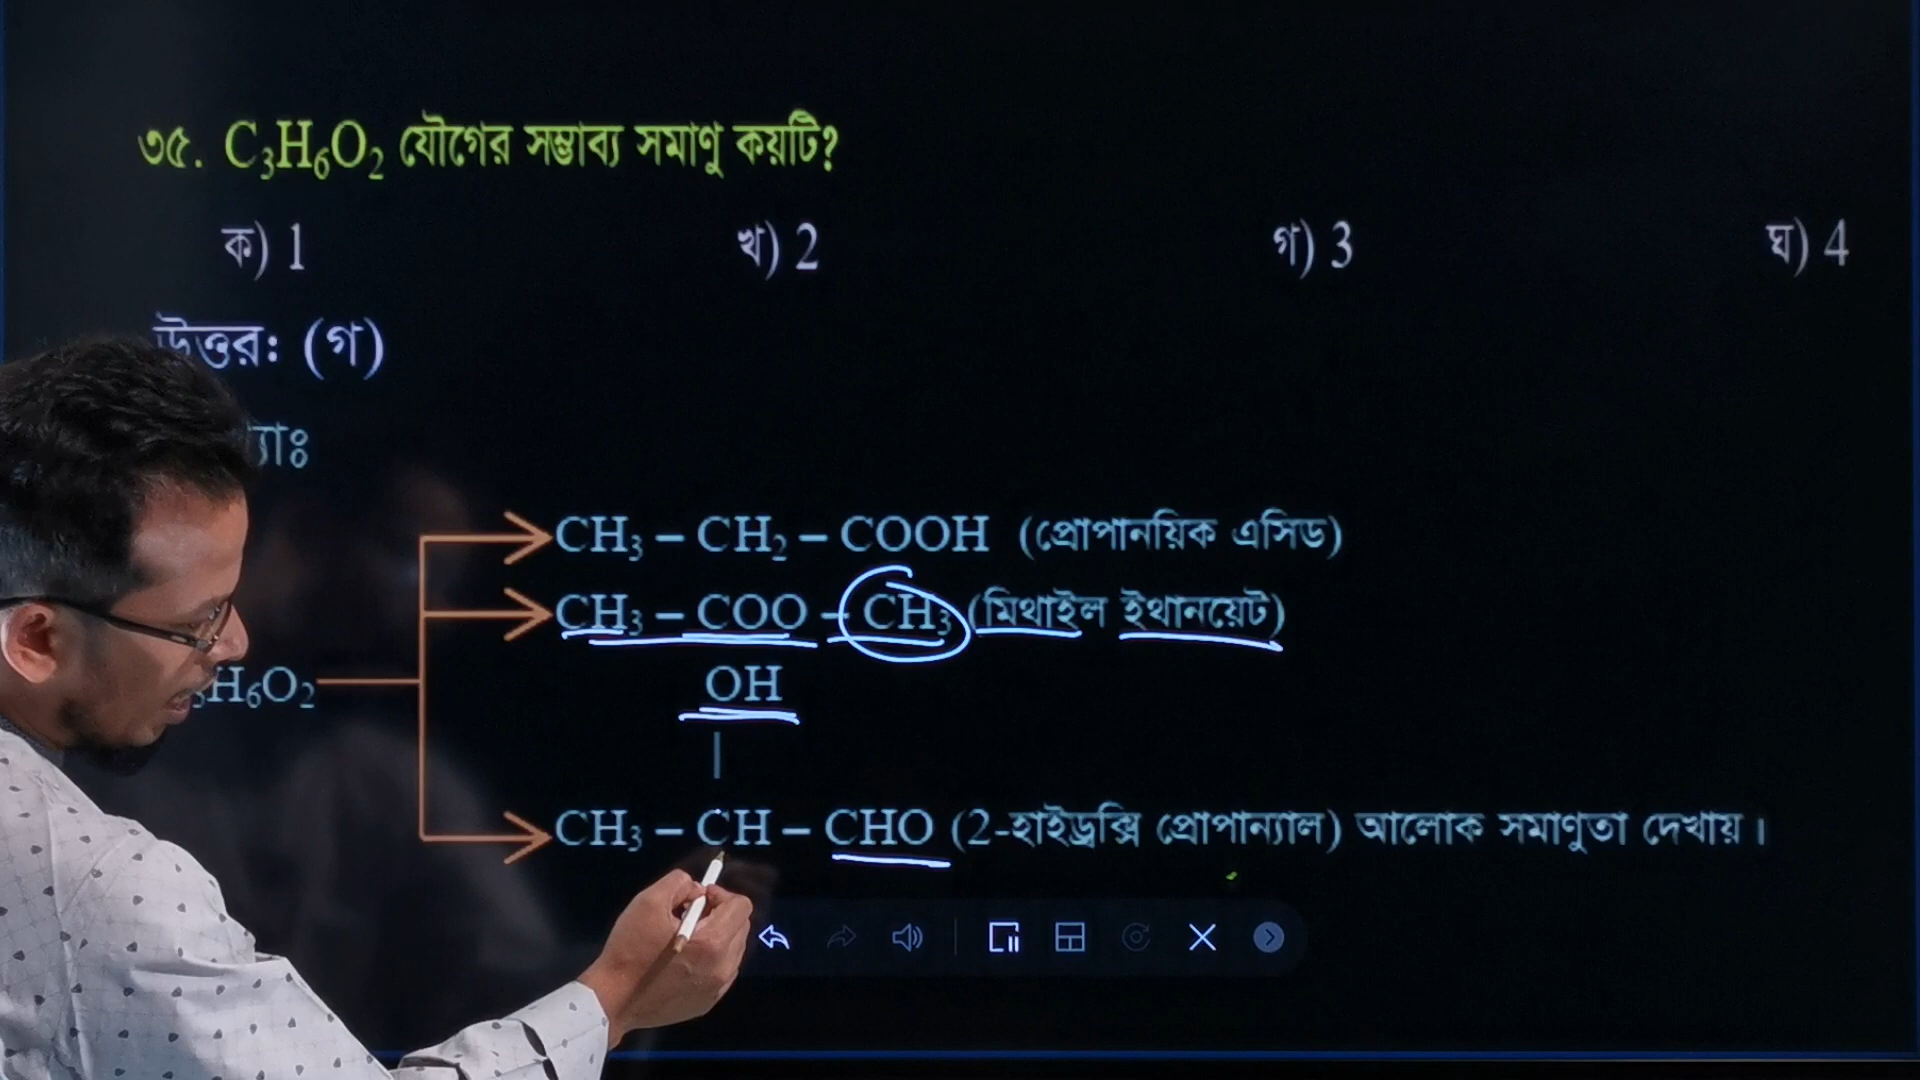 ৩৫. C₃H₆O₂ যৌগের সম্ভাব্য সমাণু কয়টি?
ক) 1 খ) 2 গ) 3 ঘ) 4
উত্তরঃ (গ)
CH₃ – CH₂ – COOH (প্রোপানয়িক এসিড)
CH₃ – COO – CH₃ (মিথাইল ইথানয়েট)
OH
H₆O₂
CH₃ – CH – CHO (2-হাইড্রক্সি প্রোপান্যাল) আলোক সমাণুতা দেখায়।